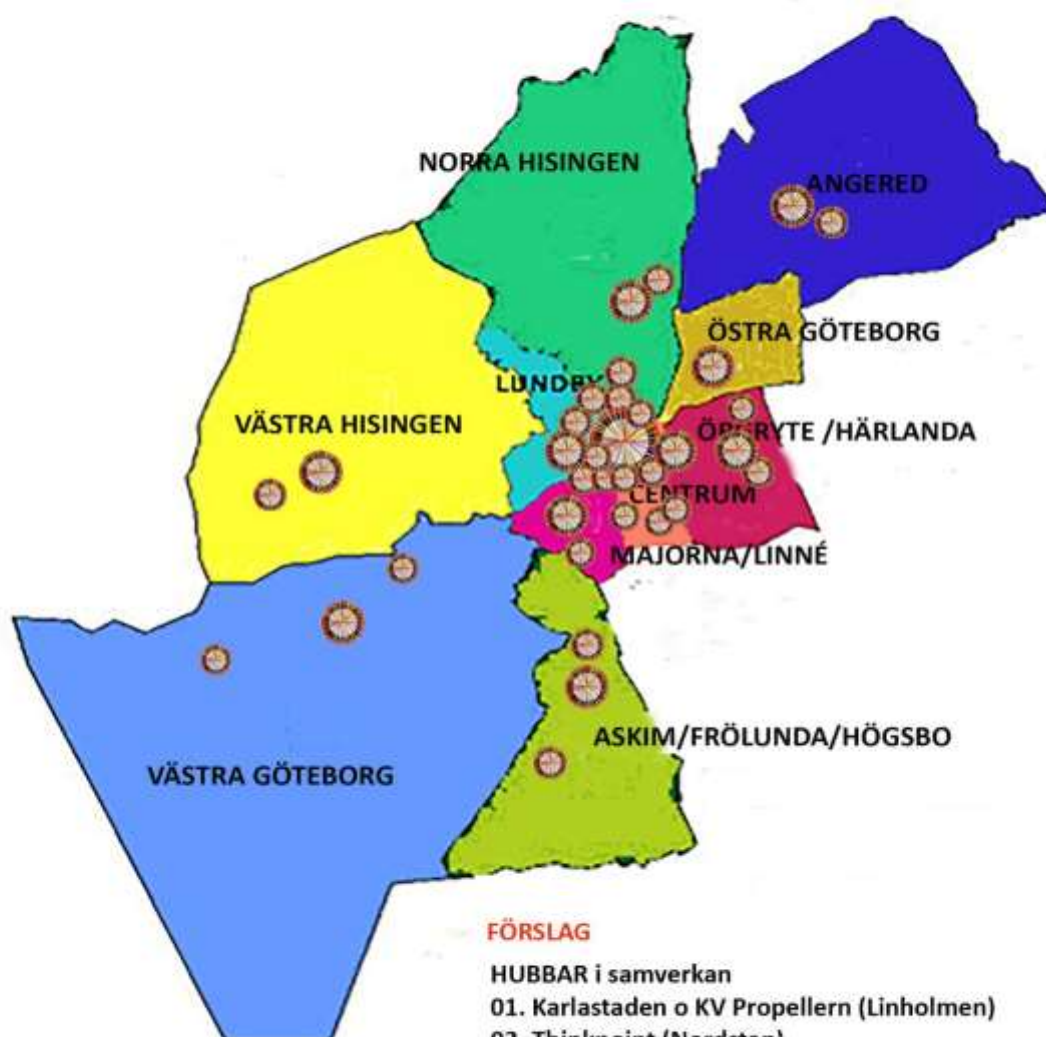 NORRA HISINGEN
ANGERED
ÖSTRA GÖTEBORG
LUNDBY
VÄSTRA HISINGEN
/HÄRLANDA
CENTRUM
MAJORNA/LINNÉ
ASKIM/FRÖLUNDA/HÖGSBO
VÄSTRA GÖTEBORG
FÖRSLAG
HUBBAR i samverkan
01. Karlastaden o KV Propellern (Linholmen)